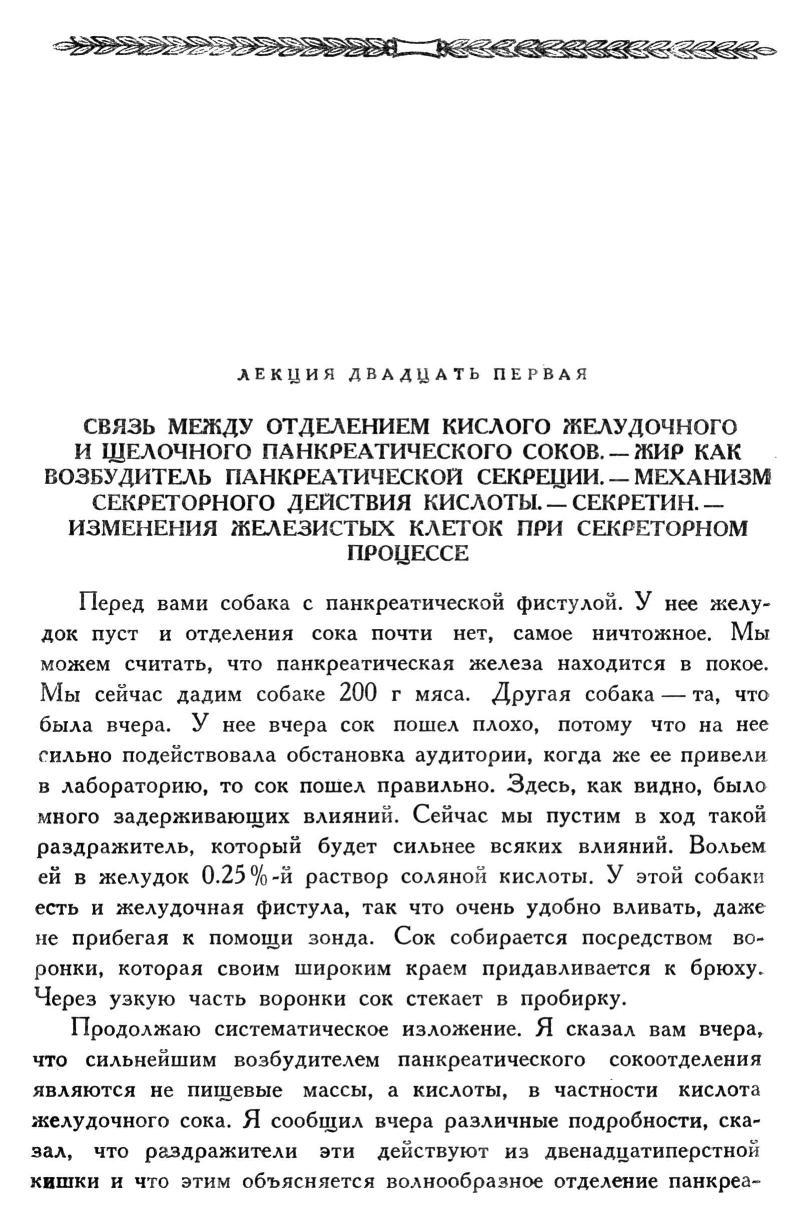 ЛЕКЦИЯ ДВАДЦАТЬ ПЕРВАЯ
СВЯЗЬ МЕЖДУ ОТДЕЛЕНИЕМ КИСЛОГО ЖЕЛУДОЧНОГО
И ЩЕЛОЧНОГО ПАНКРЕАТИЧЕСКОГО СОКОВ. — ЖИР КАК
ВОЗБУДИТЕЛЬ ПАНКРЕАТИЧЕСКОЙ СЕКРЕЦИИ. — МЕХАНИЗМ
СЕКРЕТОРНОГО ДЕЙСТВИЯ КИСЛОТЫ. — СЕКРЕТИН. —
ИЗМЕНЕНИЯ ЖЕЛЕЗИСТЫХ КЛЕТОК ПРИ СЕКРЕТОРНОМ
ПРОЦЕССЕ
Перед вами собака с панкреатической фистулой. У нее желу-
док пуст и отделения сока почти нет, самое ничтожное. Мы
можем считать, что панкреатическая железа находится в покое.
Мы сейчас дадим собаке 200 г мяса. Другая собака — та, что
была вчера. У нее вчера сок пошел плохо, потому что на нее
сильно подействовала обстановка аудитории, когда же ее привели
в лабораторию, то сок пошел правильно. Здесь, как видно, было
много задерживающих влияний. Сейчас мы пустим в ход такой
раздражитель, который будет сильнее всяких влияний. Вольем
ей в желудок 0.25%-й раствор соляной кислоты. У этой собаки
есть и желудочная фистула, так что очень удобно вливать, даже
не прибегая к помощи зонда. Сок собирается посредством во-
ронки, которая своим широким краем придавливается к брюху.
Через узкую часть воронки сок стекает в пробирку.
Продолжаю систематическое изложение. Я сказал вам вчера,
что сильнейшим возбудителем панкреатического сокоотделения
являются не пищевые массы, а кислоты, в частности кислота
желудочного сока. Я сообщил вчера различные подробности, ска-
зал, что раздражители эти действуют из двенадцатиперстной
кишки и что этим объясняется волнообразное отделение панкреа-